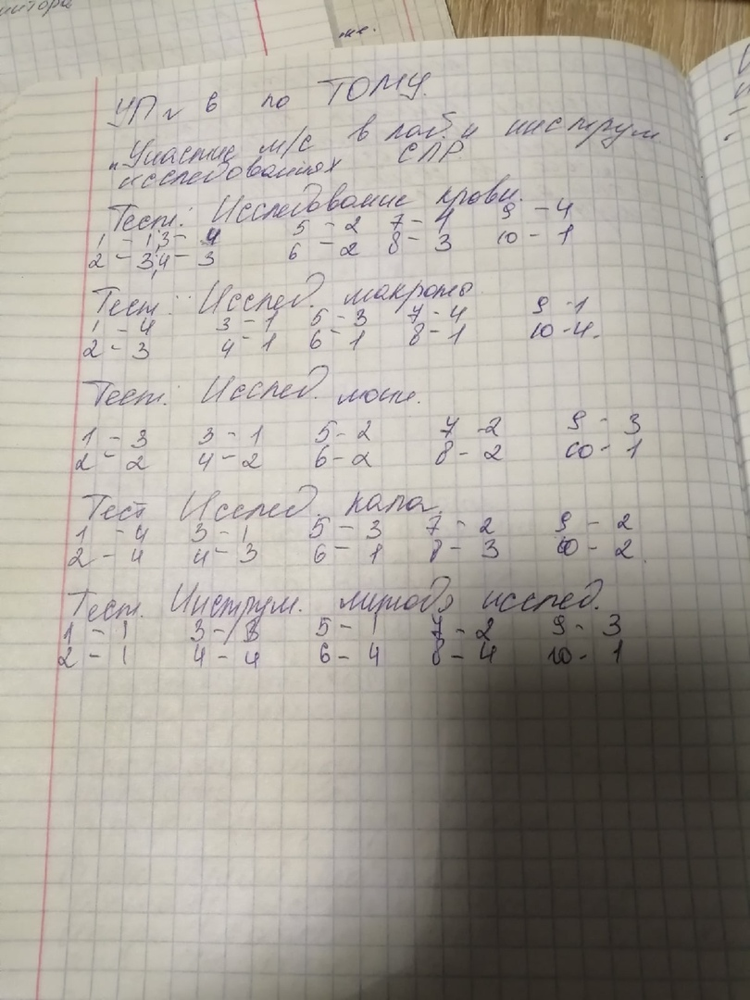 УП № 6 по ТОМУ.
"Участие м/с в лаб. и инструм
исследованиях СЛР.
Тест: Исследование крови.
1 - 1; 3 - 4 5 - 2 7 - 4 9 - 4
2 - 3; 4 - 3 6 - 2 8 - 3 10 - 1
Тест: Исслед. мокроты.
1 - 4 3 - 1 5 - 3 7 - 4 9 - 1
2 - 3 4 - 1 6 - 1 8 - 1 10 - 4.
Тест: Исслед. мочи.
1 - 3 3 - 1 5 - 2 7 - 2 9 - 3
2 - 2 4 - 2 6 - 2 8 - 2 10 - 1
Тест Исслед. кала.
1 - 4 3 - 1 5 - 3 7 - 2 9 - 2
2 - 4 4 - 3 6 - 1 8 - 3 10 - 2
Тест. Инструм. методы исслед.
1 - 1 3 - 3 5 - 1 7 - 2 9 - 3
2 - 1 4 - 4 6 - 4 8 - 4 10 - 1